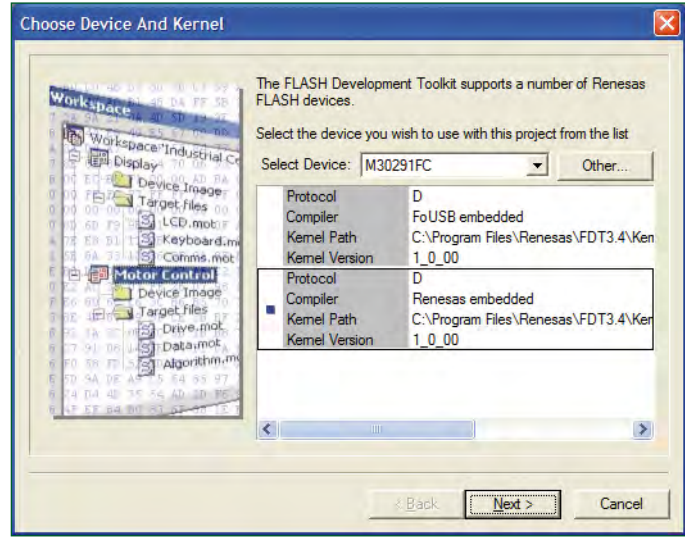 Choose Device And Kernel
The FLASH Development Toolkit supports a number of Renesas
FLASH devices.
Select the device you wish to use with this project from the list
Select Device: M30291FC Other...
Protocol D
Compiler FoUSB embedded
Kernel Path C:\Program Files\Renesas\FDT3.4\Ken
Kernel Version 1_0_00
Protocol D
Compiler Renesas embedded
Kernel Path C:\Program Files\Renesas\FDT3.4\Ker
Kernel Version 1_0_00
Workspace
Workspace "Industrial Co
Display
Device Image
Target files
LCD.mot
Keyboard.m
Comms.mot
Motor Control
Device Image
Target files
Drive.mot
Data.mot
Algorithm.mo
< Back Next > Cancel